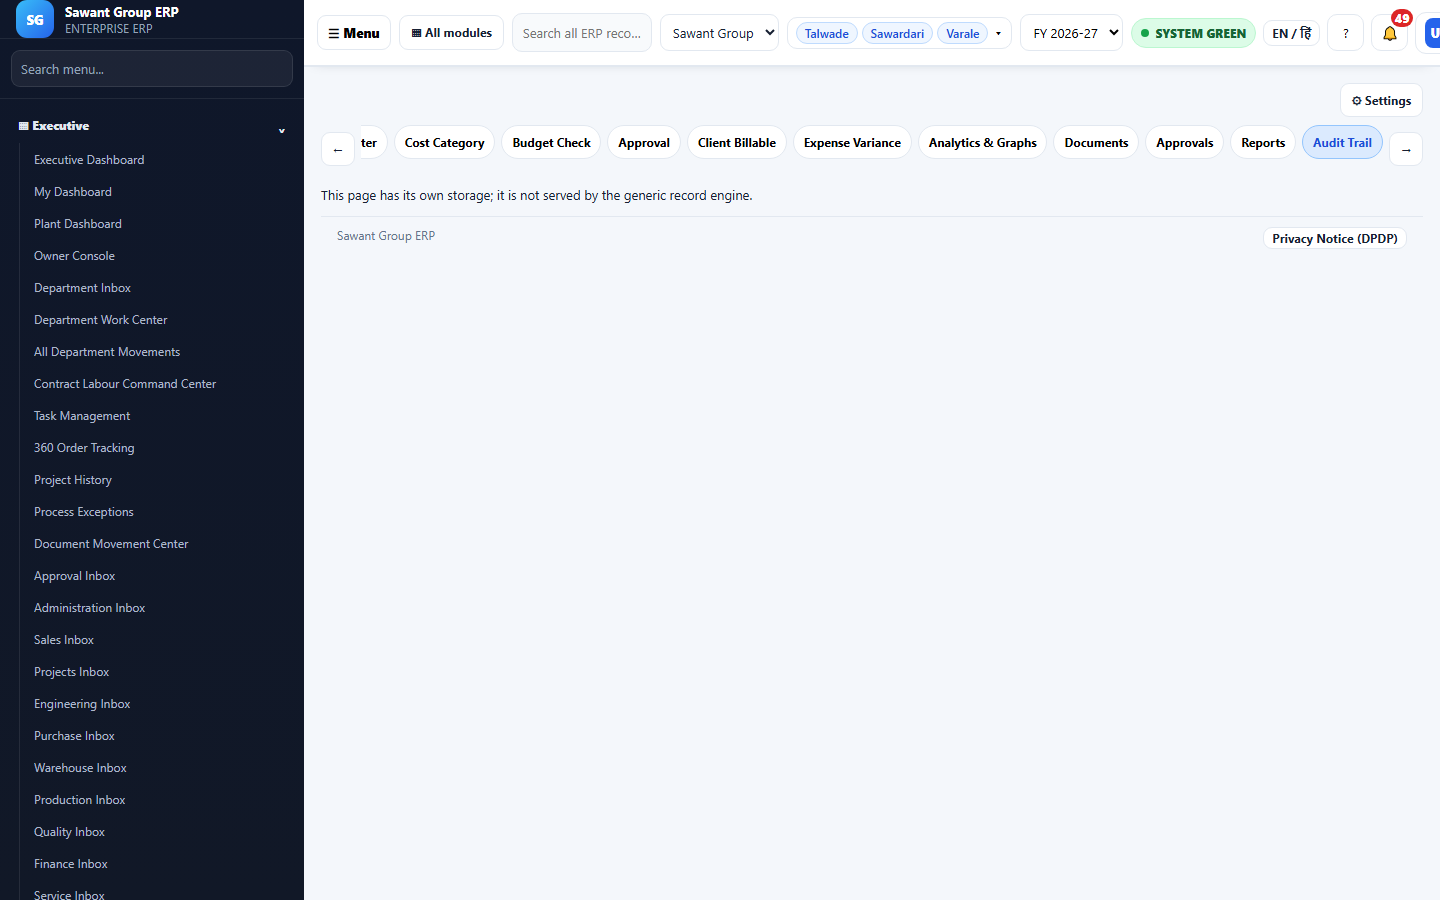 SG
Sawant Group ERP
ENTERPRISE ERP
Search menu...
Executive
Executive Dashboard
My Dashboard
Plant Dashboard
Owner Console
Department Inbox
Department Work Center
All Department Movements
Contract Labour Command Center
Task Management
360 Order Tracking
Project History
Process Exceptions
Document Movement Center
Approval Inbox
Administration Inbox
Sales Inbox
Projects Inbox
Engineering Inbox
Purchase Inbox
Warehouse Inbox
Production Inbox
Quality Inbox
Finance Inbox
Service Inbox
☰ Menu
All modules
Search all ERP reco...
Sawant Group
Talwade Sawardari Varale
FY 2026-27
SYSTEM GREEN
EN / हिं
?
49
U
⚙ Settings
←
ter
Cost Category
Budget Check
Approval
Client Billable
Expense Variance
Analytics & Graphs
Documents
Approvals
Reports
Audit Trail
→
This page has its own storage; it is not served by the generic record engine.
Sawant Group ERP
Privacy Notice (DPDP)